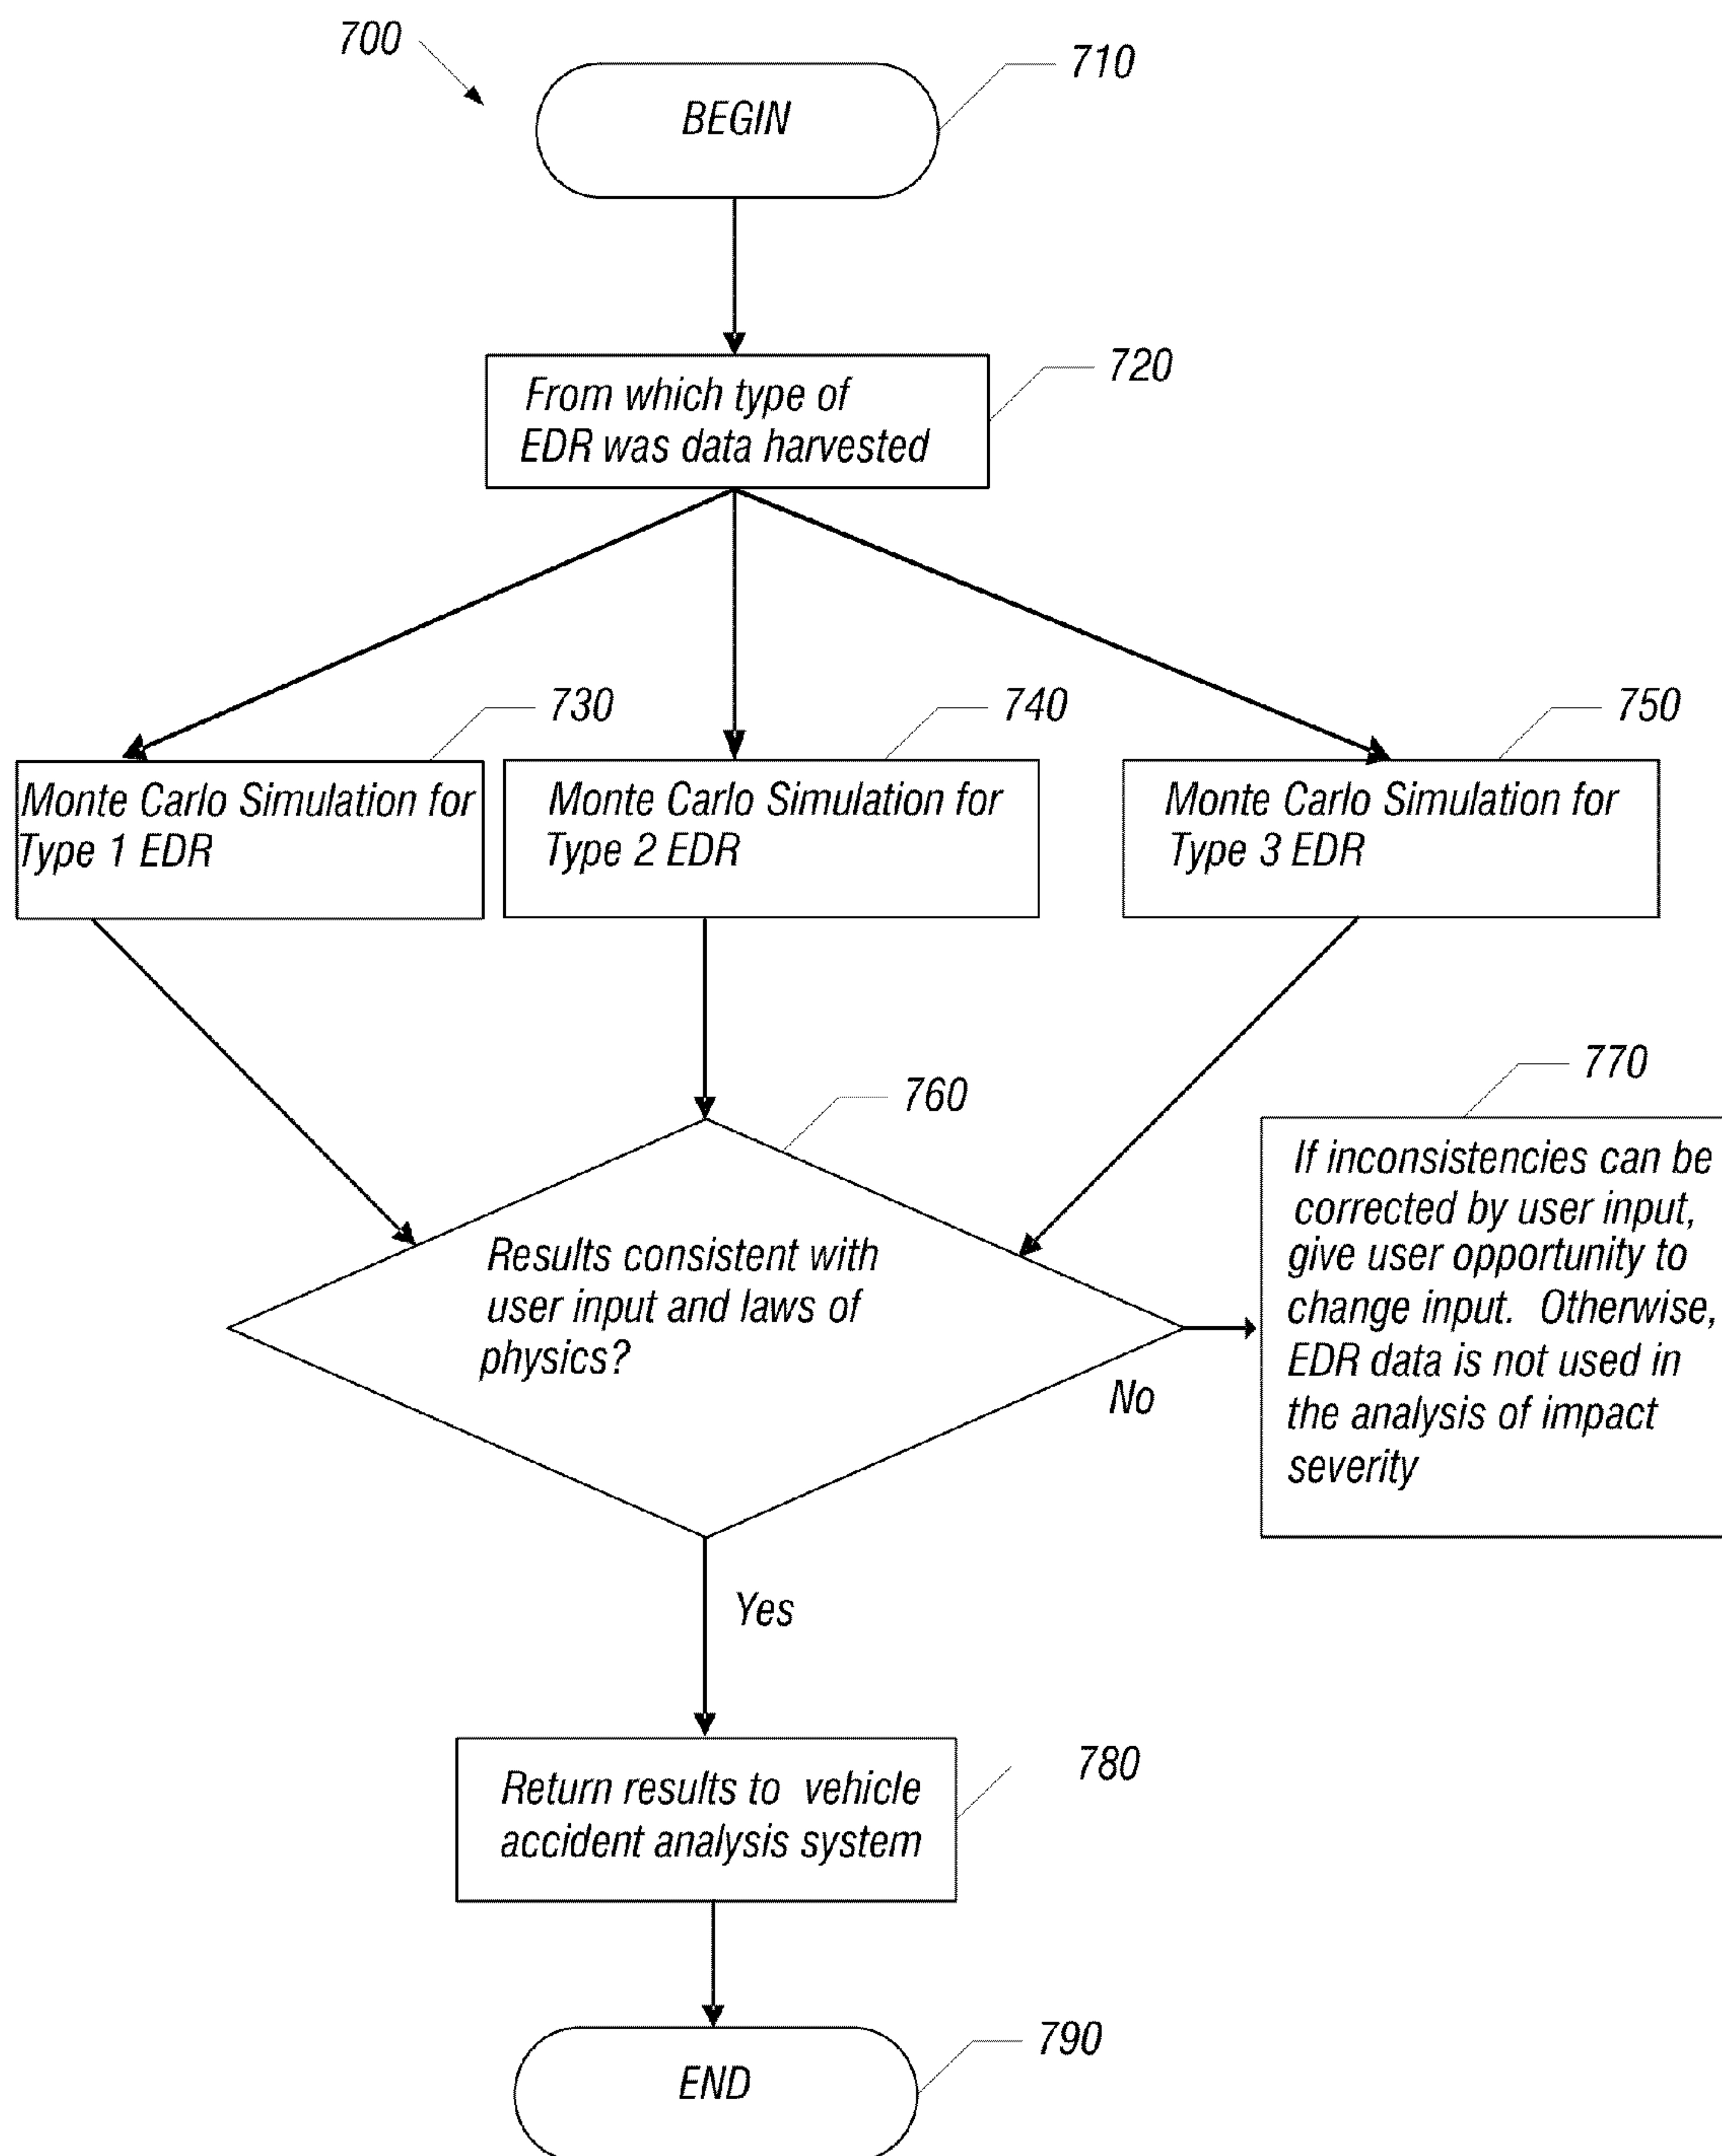 700
710
BEGIN
720
From which type of
EDR was data harvested
730
740
750
Monte Carlo Simulation for
Type 1 EDR
Monte Carlo Simulation for
Type 2 EDR
Monte Carlo Simulation for
Type 3 EDR
760
770
Results consistent with
user input and laws of
physics?
If inconsistencies can be
corrected by user input,
give user opportunity to
change input. Otherwise,
EDR data is not used in
the analysis of impact
severity
No
Yes
780
Return results to vehicle
accident analysis system
790
END